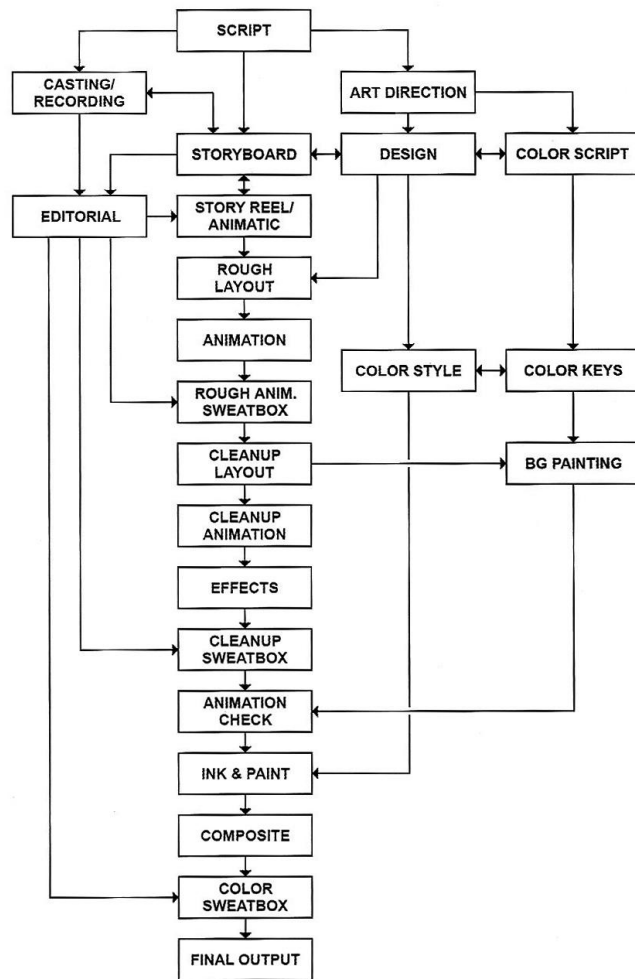 SCRIPT
CASTING/
RECORDING
ART DIRECTION
STORYBOARD
DESIGN
COLOR SCRIPT
EDITORIAL
STORY REEL/
ANIMATIC
ROUGH
LAYOUT
ANIMATION
COLOR STYLE
COLOR KEYS
ROUGH ANIM.
SWEATBOX
CLEANUP
LAYOUT
BG PAINTING
CLEANUP
ANIMATION
EFFECTS
CLEANUP
SWEATBOX
ANIMATION
CHECK
INK & PAINT
COMPOSITE
COLOR
SWEATBOX
FINAL OUTPUT